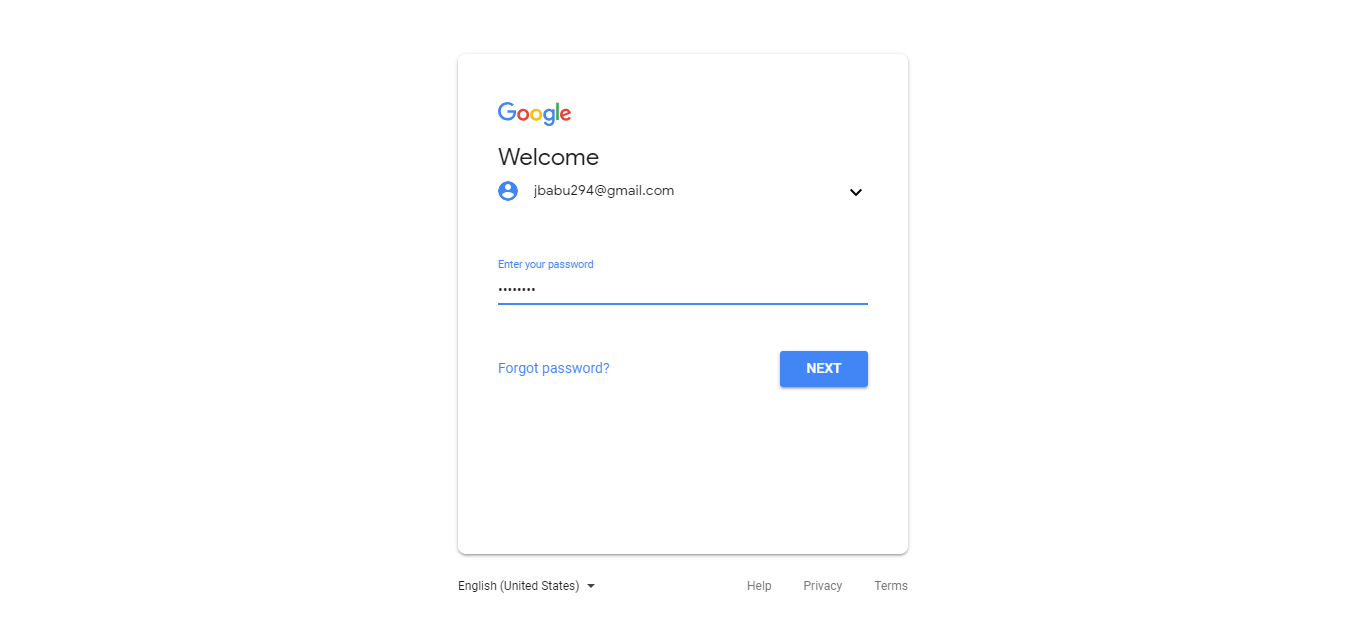 Google
Welcome
jbabu294@gmail.com
Enter your password
••••••••
Forgot password? NEXT
English (United States) Help Privacy Terms